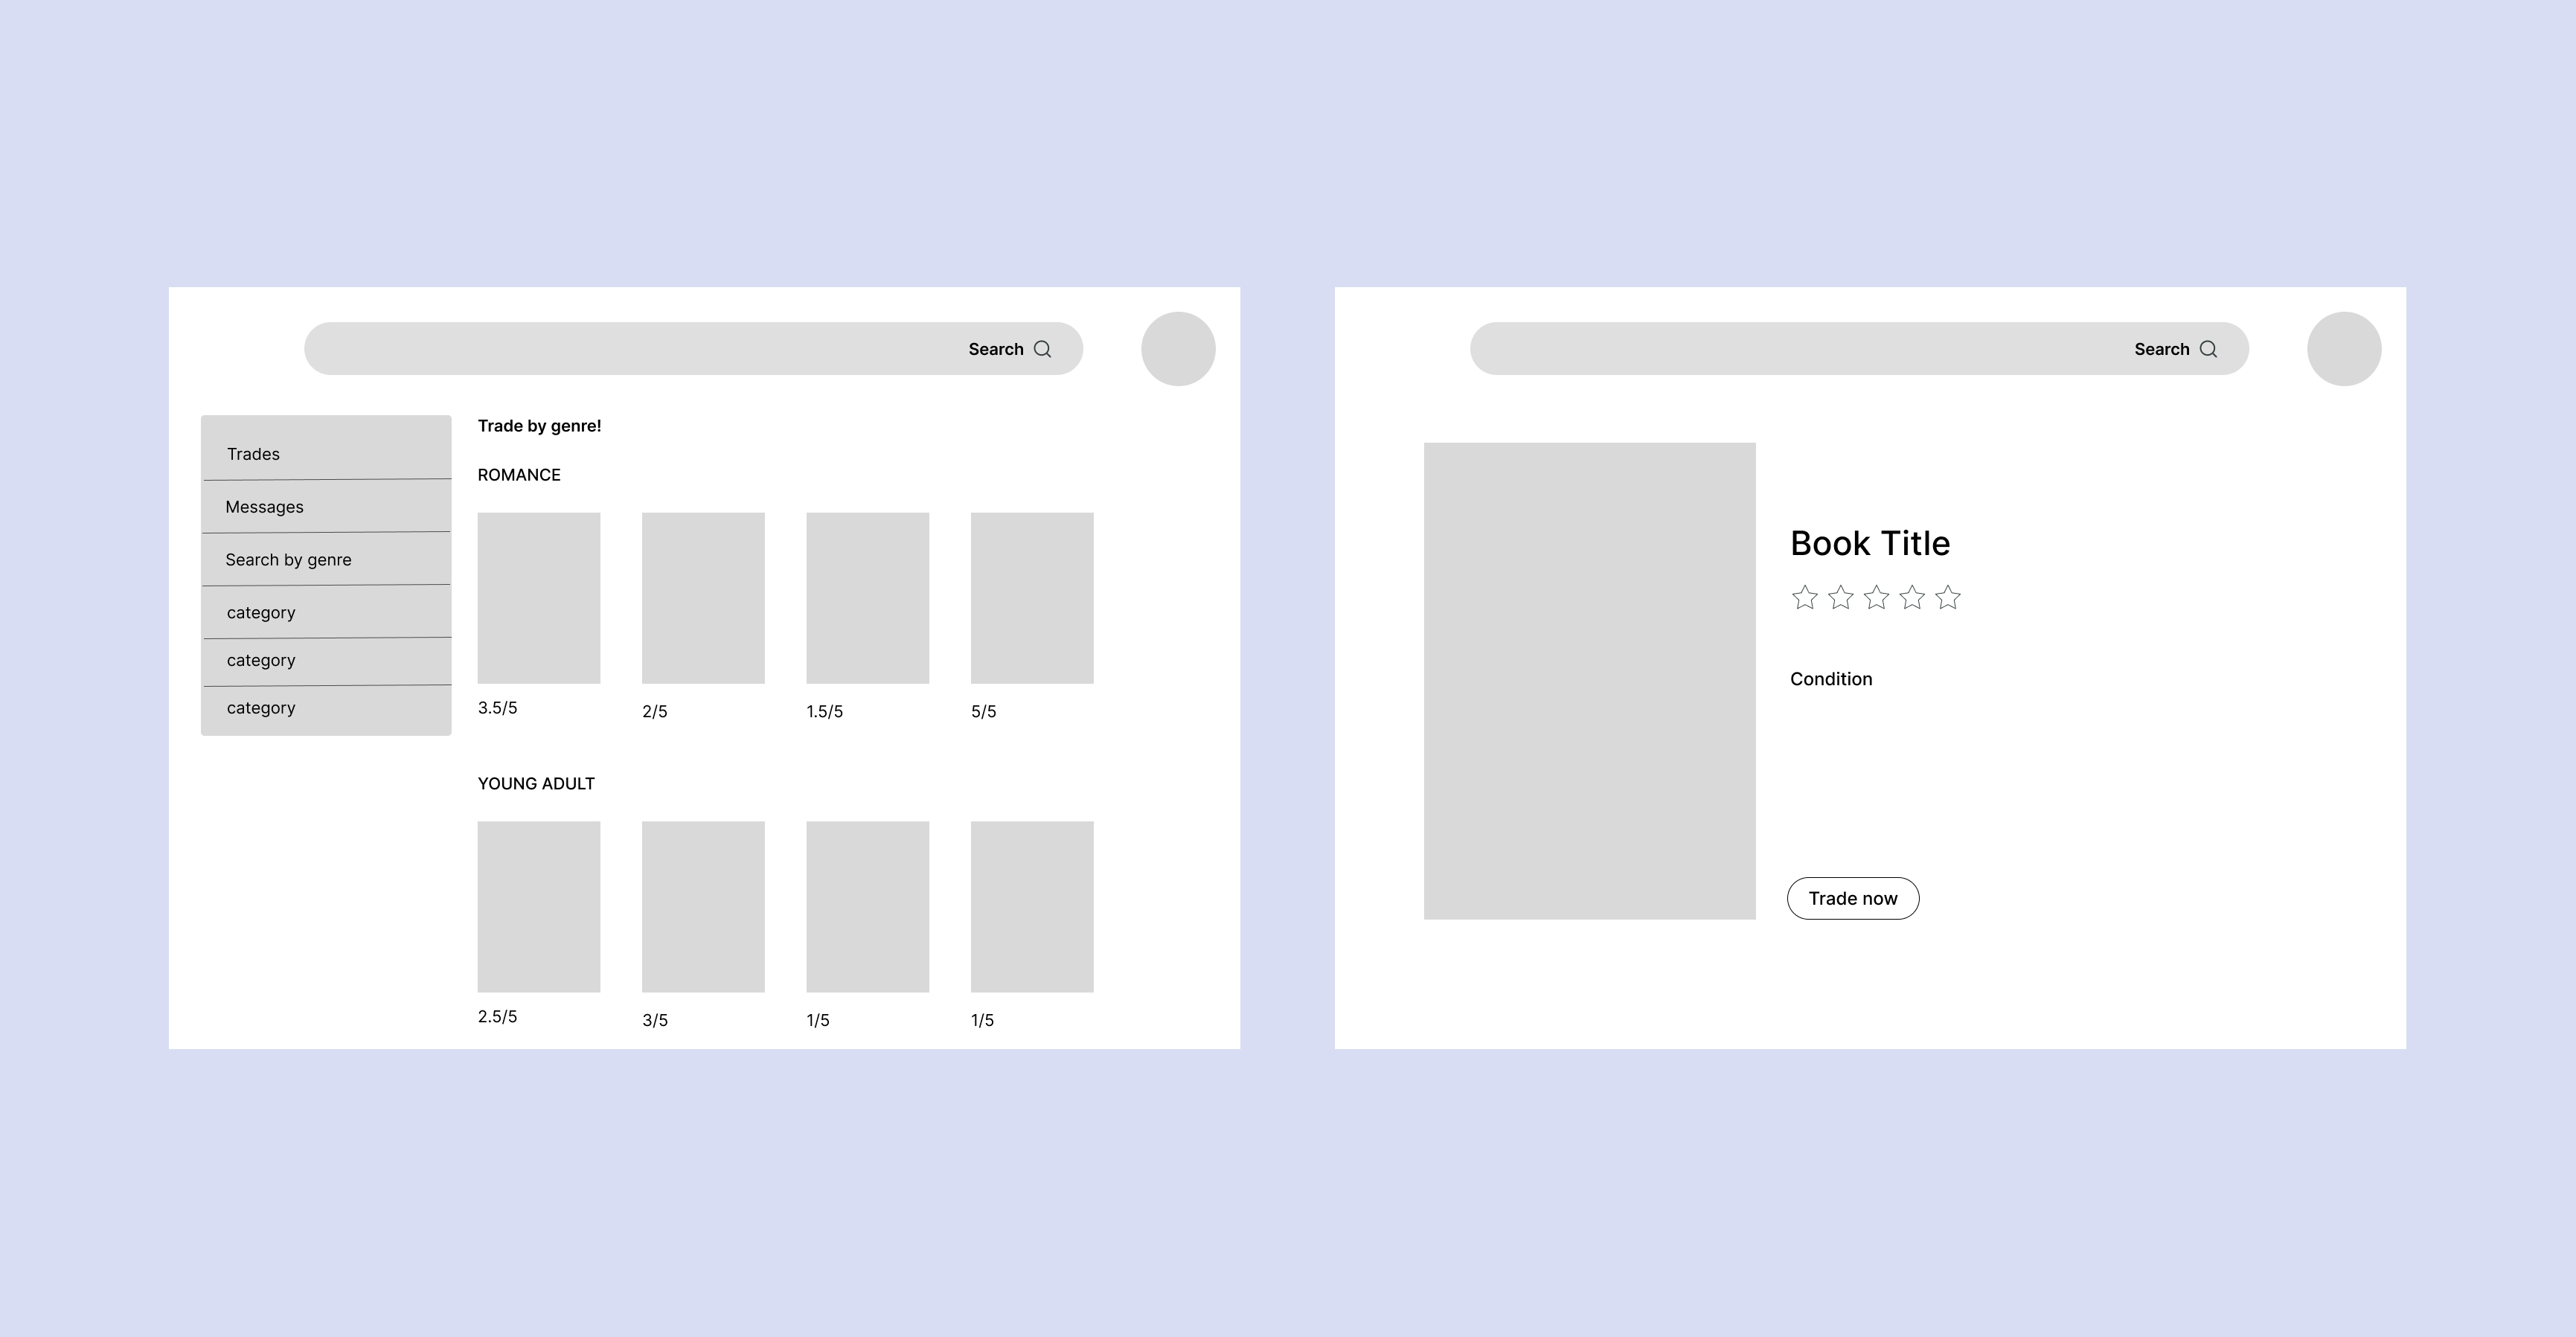 Search
Trades
Messages
Search by genre
category
category
category
Trade by genre!
ROMANCE
3.5/5
2/5
1.5/5
5/5
YOUNG ADULT
2.5/5
3/5
1/5
1/5
Search
Book Title
Condition
Trade now